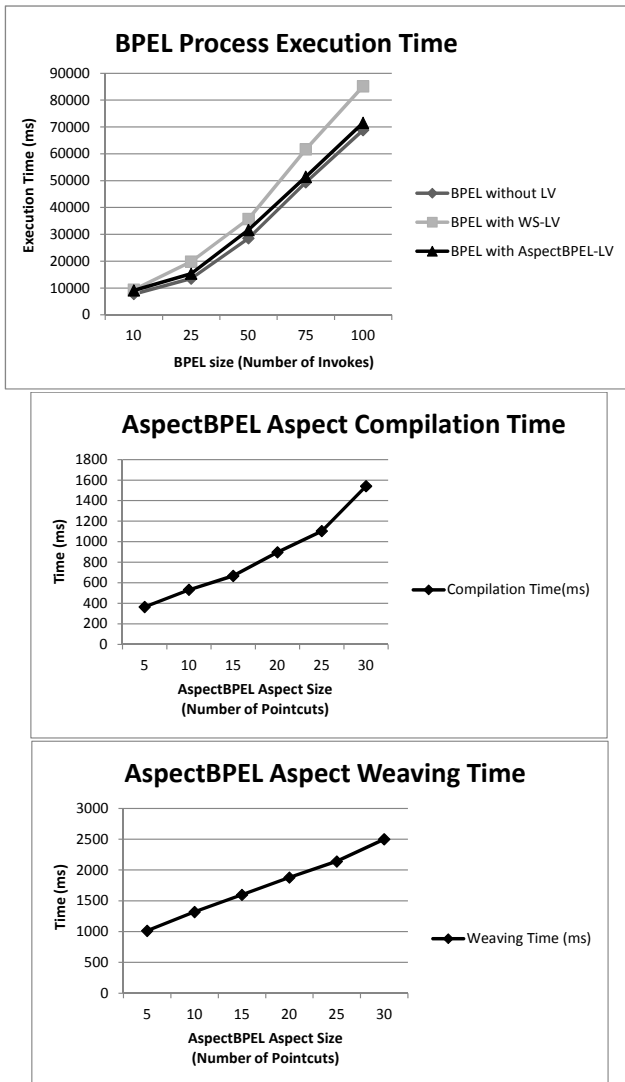 BPEL Process Execution Time
90000
80000
70000
60000
50000
40000
30000
20000
10000
0
Execution Time (ms)
10 25 50 75 100
BPEL size (Number of Invokes)
BPEL without LV
BPEL with WS-LV
BPEL with AspectBPEL-LV
AspectBPEL Aspect Compilation Time
1800
1600
1400
1200
1000
800
600
400
200
0
Time (ms)
5 10 15 20 25 30
AspectBPEL Aspect Size
(Number of Pointcuts)
Compilation Time(ms)
AspectBPEL Aspect Weaving Time
3000
2500
2000
1500
1000
500
0
Time (ms)
5 10 15 20 25 30
AspectBPEL Aspect Size
(Number of Pointcuts)
Weaving Time (ms)